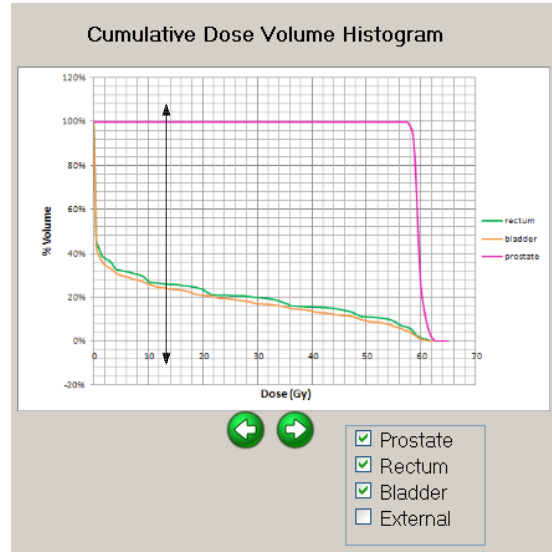 Cumulative Dose Volume Histogram
120%
100%
80%
60%
40%
20%
0%
-20%
% Volume
0 10 20 30 40 50 60 70
Dose (Gy)
rectum
bladder
prostate
Prostate
Rectum
Bladder
External